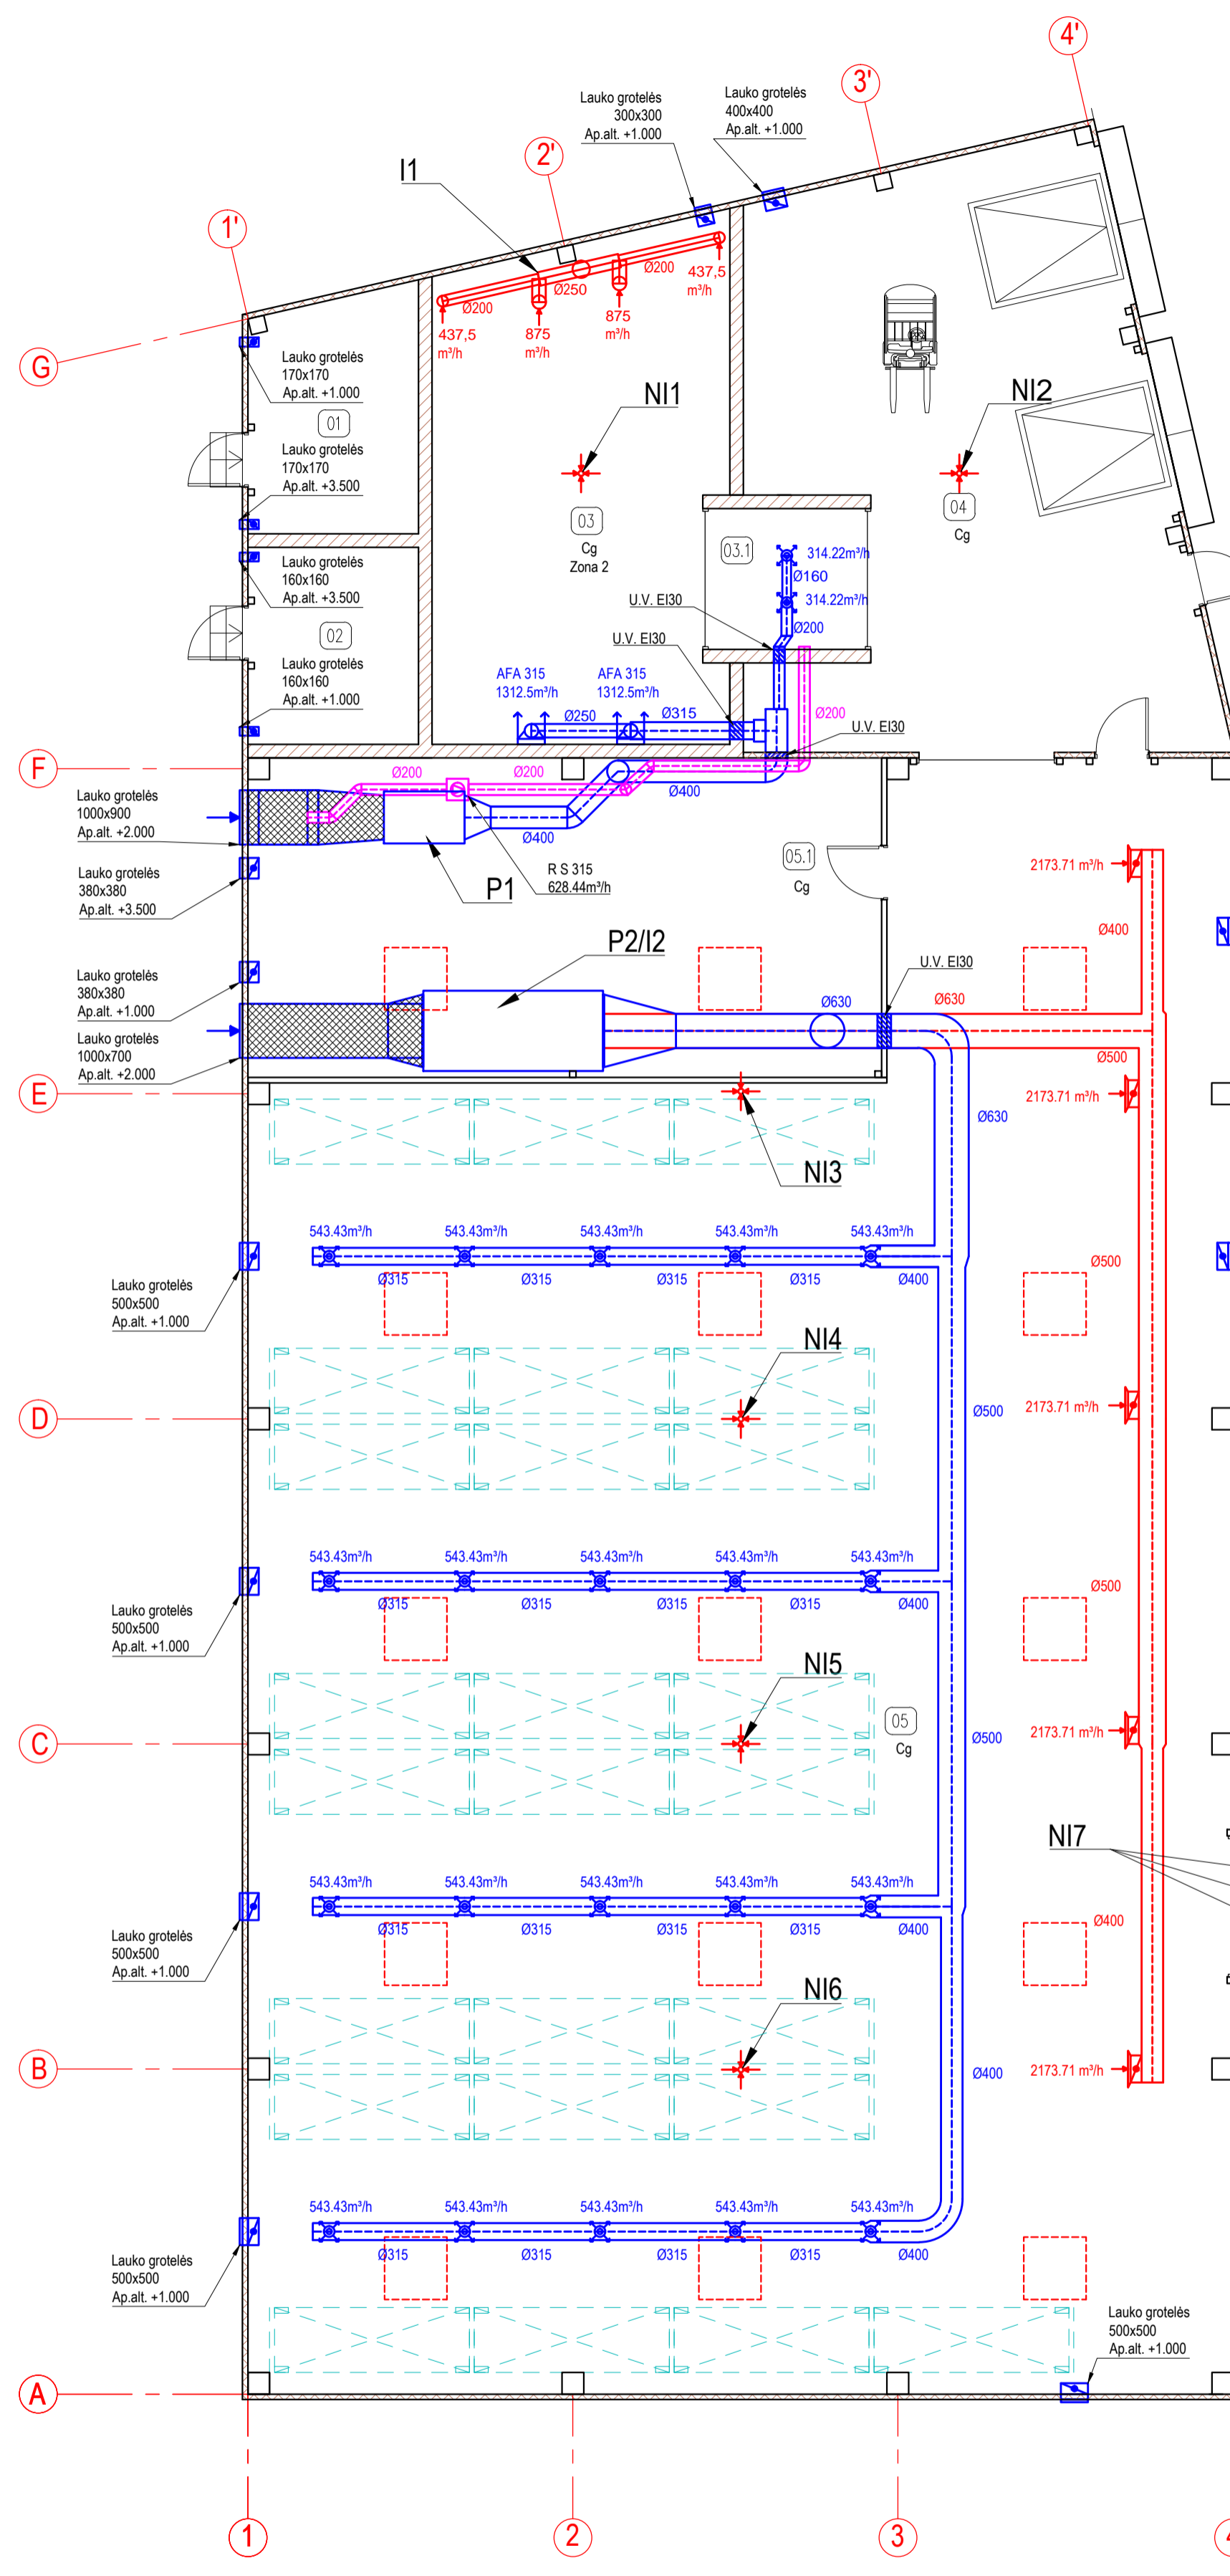 4'
3'
2'
1'
Lauko grotelės
300x300
Ap.alt. +1.000
Lauko grotelės
400x400
Ap.alt. +1.000
I1
G
Ø200
Ø250
Ø200
437,5
m³/h
875
m³/h
875
m³/h
437,5
m³/h
Lauko grotelės
170x170
Ap.alt. +1.000
01
Lauko grotelės
170x170
Ap.alt. +3.500
NI1
NI2
03
Cg
Zona 2
04
Cg
03.1
314.22m³/h
Ø160
314.22m³/h
Ø200
Lauko grotelės
160x160
Ap.alt. +3.500
02
Lauko grotelės
160x160
Ap.alt. +1.000
U.V. EI30
U.V. EI30
AFA 315
1312.5m³/h
AFA 315
1312.5m³/h
Ø250
Ø315
Ø200
U.V. EI30
F
Ø200
Ø200
Ø400
Ø400
Lauko grotelės
1000x900
Ap.alt. +2.000
R S 315
628.44m³/h
P1
05.1
Cg
Lauko grotelės
380x380
Ap.alt. +3.500
2173.71 m³/h
Ø400
P2/I2
U.V. EI30
Lauko grotelės
380x380
Ap.alt. +1.000
Ø630
Ø630
Lauko grotelės
1000x700
Ap.alt. +2.000
Ø500
E
2173.71 m³/h
Ø630
NI3
543.43m³/h
543.43m³/h
543.43m³/h
543.43m³/h
543.43m³/h
Ø315
Ø315
Ø315
Ø315
Ø400
Ø500
Lauko grotelės
500x500
Ap.alt. +1.000
NI4
D
Ø500
2173.71 m³/h
543.43m³/h
543.43m³/h
543.43m³/h
543.43m³/h
543.43m³/h
Ø315
Ø315
Ø315
Ø315
Ø400
Ø500
Lauko grotelės
500x500
Ap.alt. +1.000
NI5
05
Cg
C
Ø500
2173.71 m³/h
NI7
543.43m³/h
543.43m³/h
543.43m³/h
543.43m³/h
543.43m³/h
Ø315
Ø315
Ø315
Ø315
Ø400
Ø400
Lauko grotelės
500x500
Ap.alt. +1.000
NI6
B
Ø400
2173.71 m³/h
543.43m³/h
543.43m³/h
543.43m³/h
543.43m³/h
543.43m³/h
Ø315
Ø315
Ø315
Ø315
Ø400
Lauko grotelės
500x500
Ap.alt. +1.000
Lauko grotelės
500x500
Ap.alt. +1.000
A
1
2
3
4